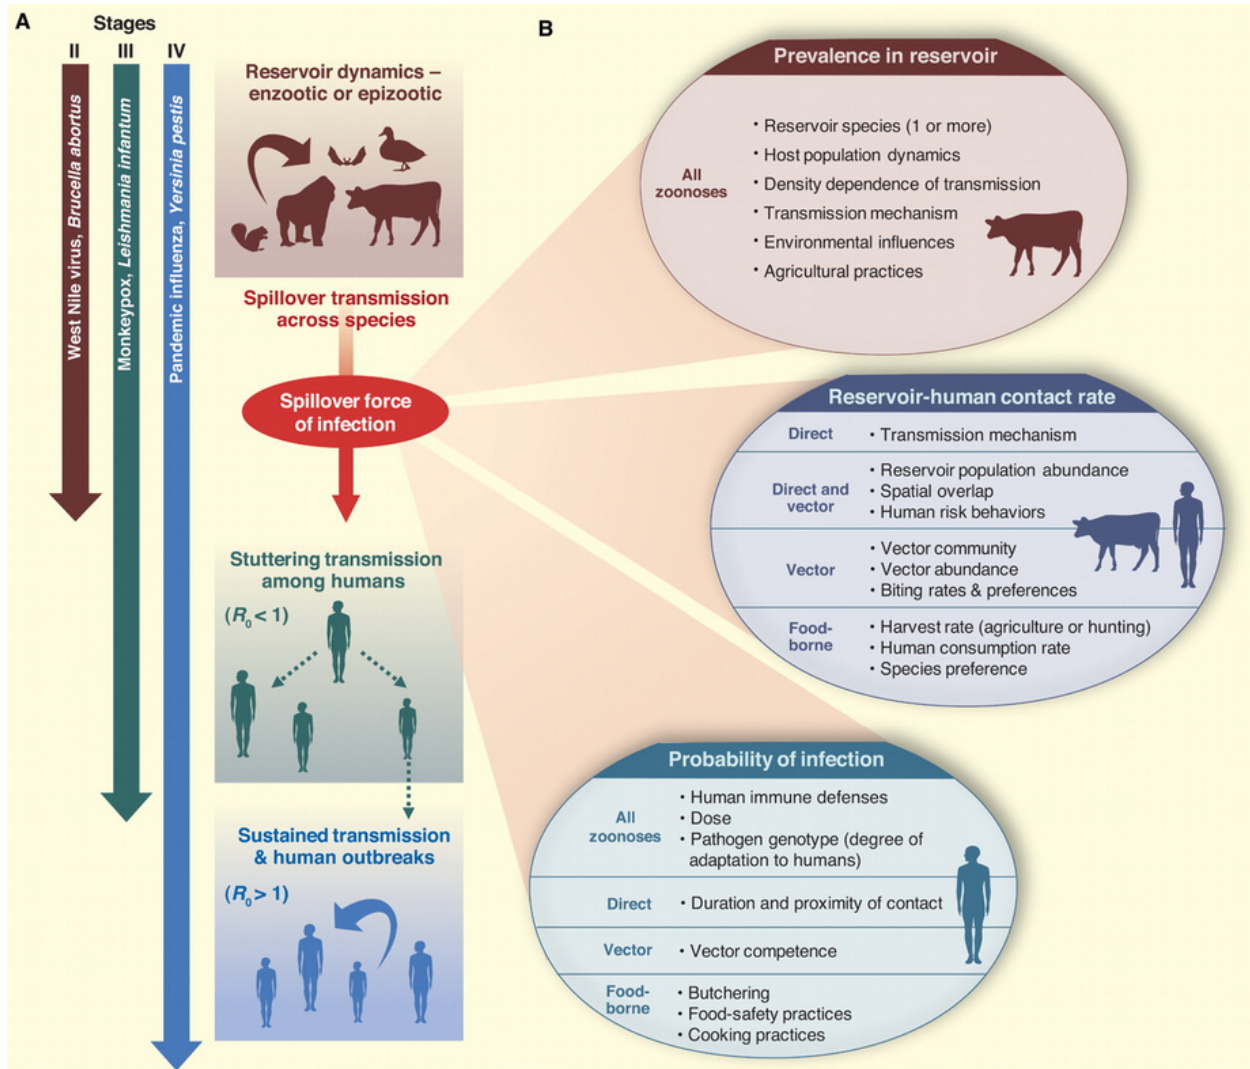 A
Stages
II III IV
West Nile virus, Brucella abortus
Monkeypox, Leishmania infantum
Pandemic influenza, Yersinia pestis
Reservoir dynamics –
enzootic or epizootic
Spillover transmission
across species
Spillover force
of infection
Stuttering transmission
among humans
(R0 < 1)
Sustained transmission
& human outbreaks
(R0 > 1)
B
Prevalence in reservoir
All
zoonoses
• Reservoir species (1 or more)
• Host population dynamics
• Density dependence of transmission
• Transmission mechanism
• Environmental influences
• Agricultural practices
Reservoir-human contact rate
Direct
• Transmission mechanism
Direct and
vector
• Reservoir population abundance
• Spatial overlap
• Human risk behaviors
Vector
• Vector community
• Vector abundance
• Biting rates & preferences
Food-
borne
• Harvest rate (agriculture or hunting)
• Human consumption rate
• Species preference
Probability of infection
All
zoonoses
• Human immune defenses
• Dose
• Pathogen genotype (degree of
adaptation to humans)
Direct
• Duration and proximity of contact
Vector
• Vector competence
Food-
borne
• Butchering
• Food-safety practices
• Cooking practices